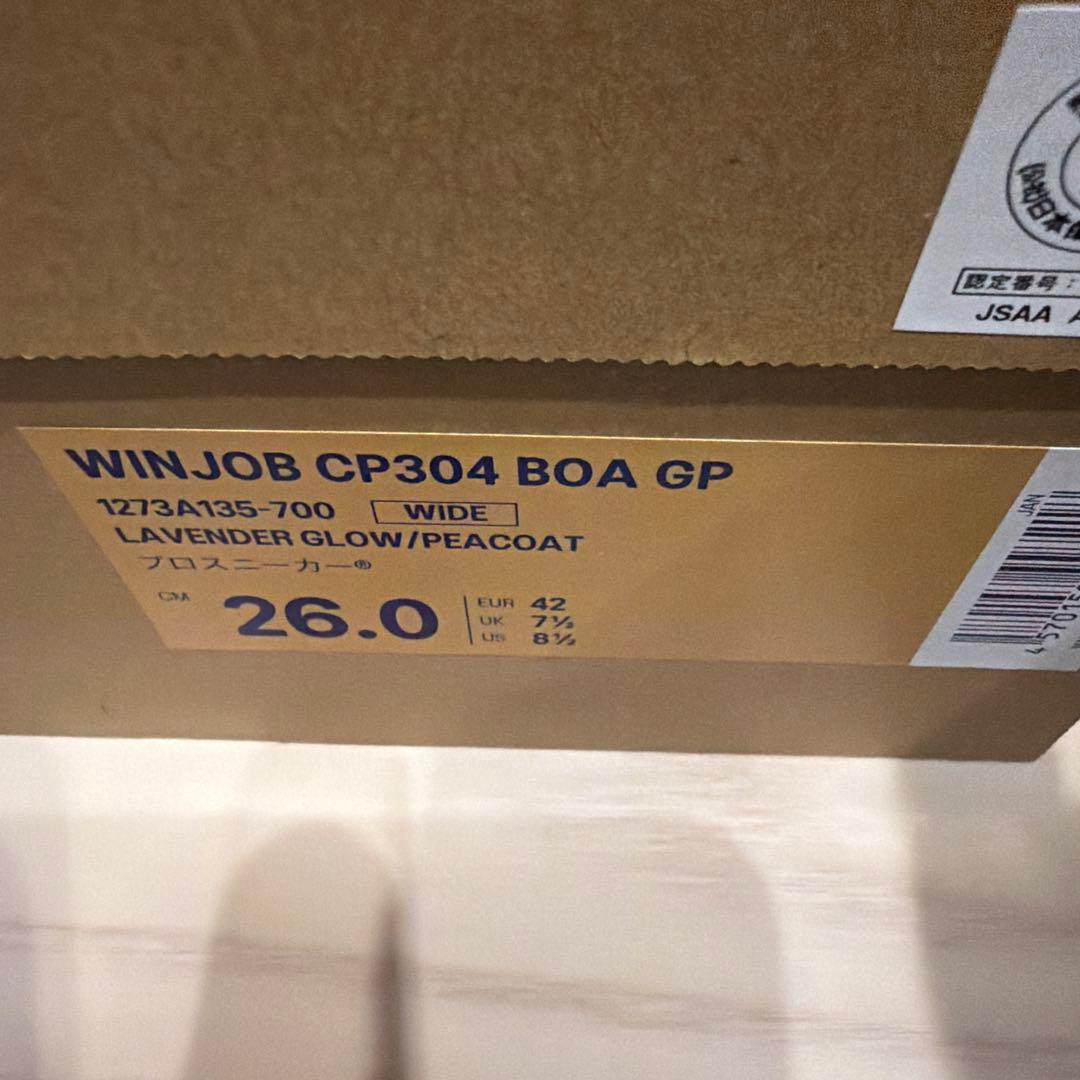 認定番号:
JSAA A
WINJOB CP304 BOA GP
1273A135-700 WIDE
LAVENDER GLOW/PEACOAT
プロスニーカー®
CM 26.0
EUR 42
UK 7½
US 8½
JAN